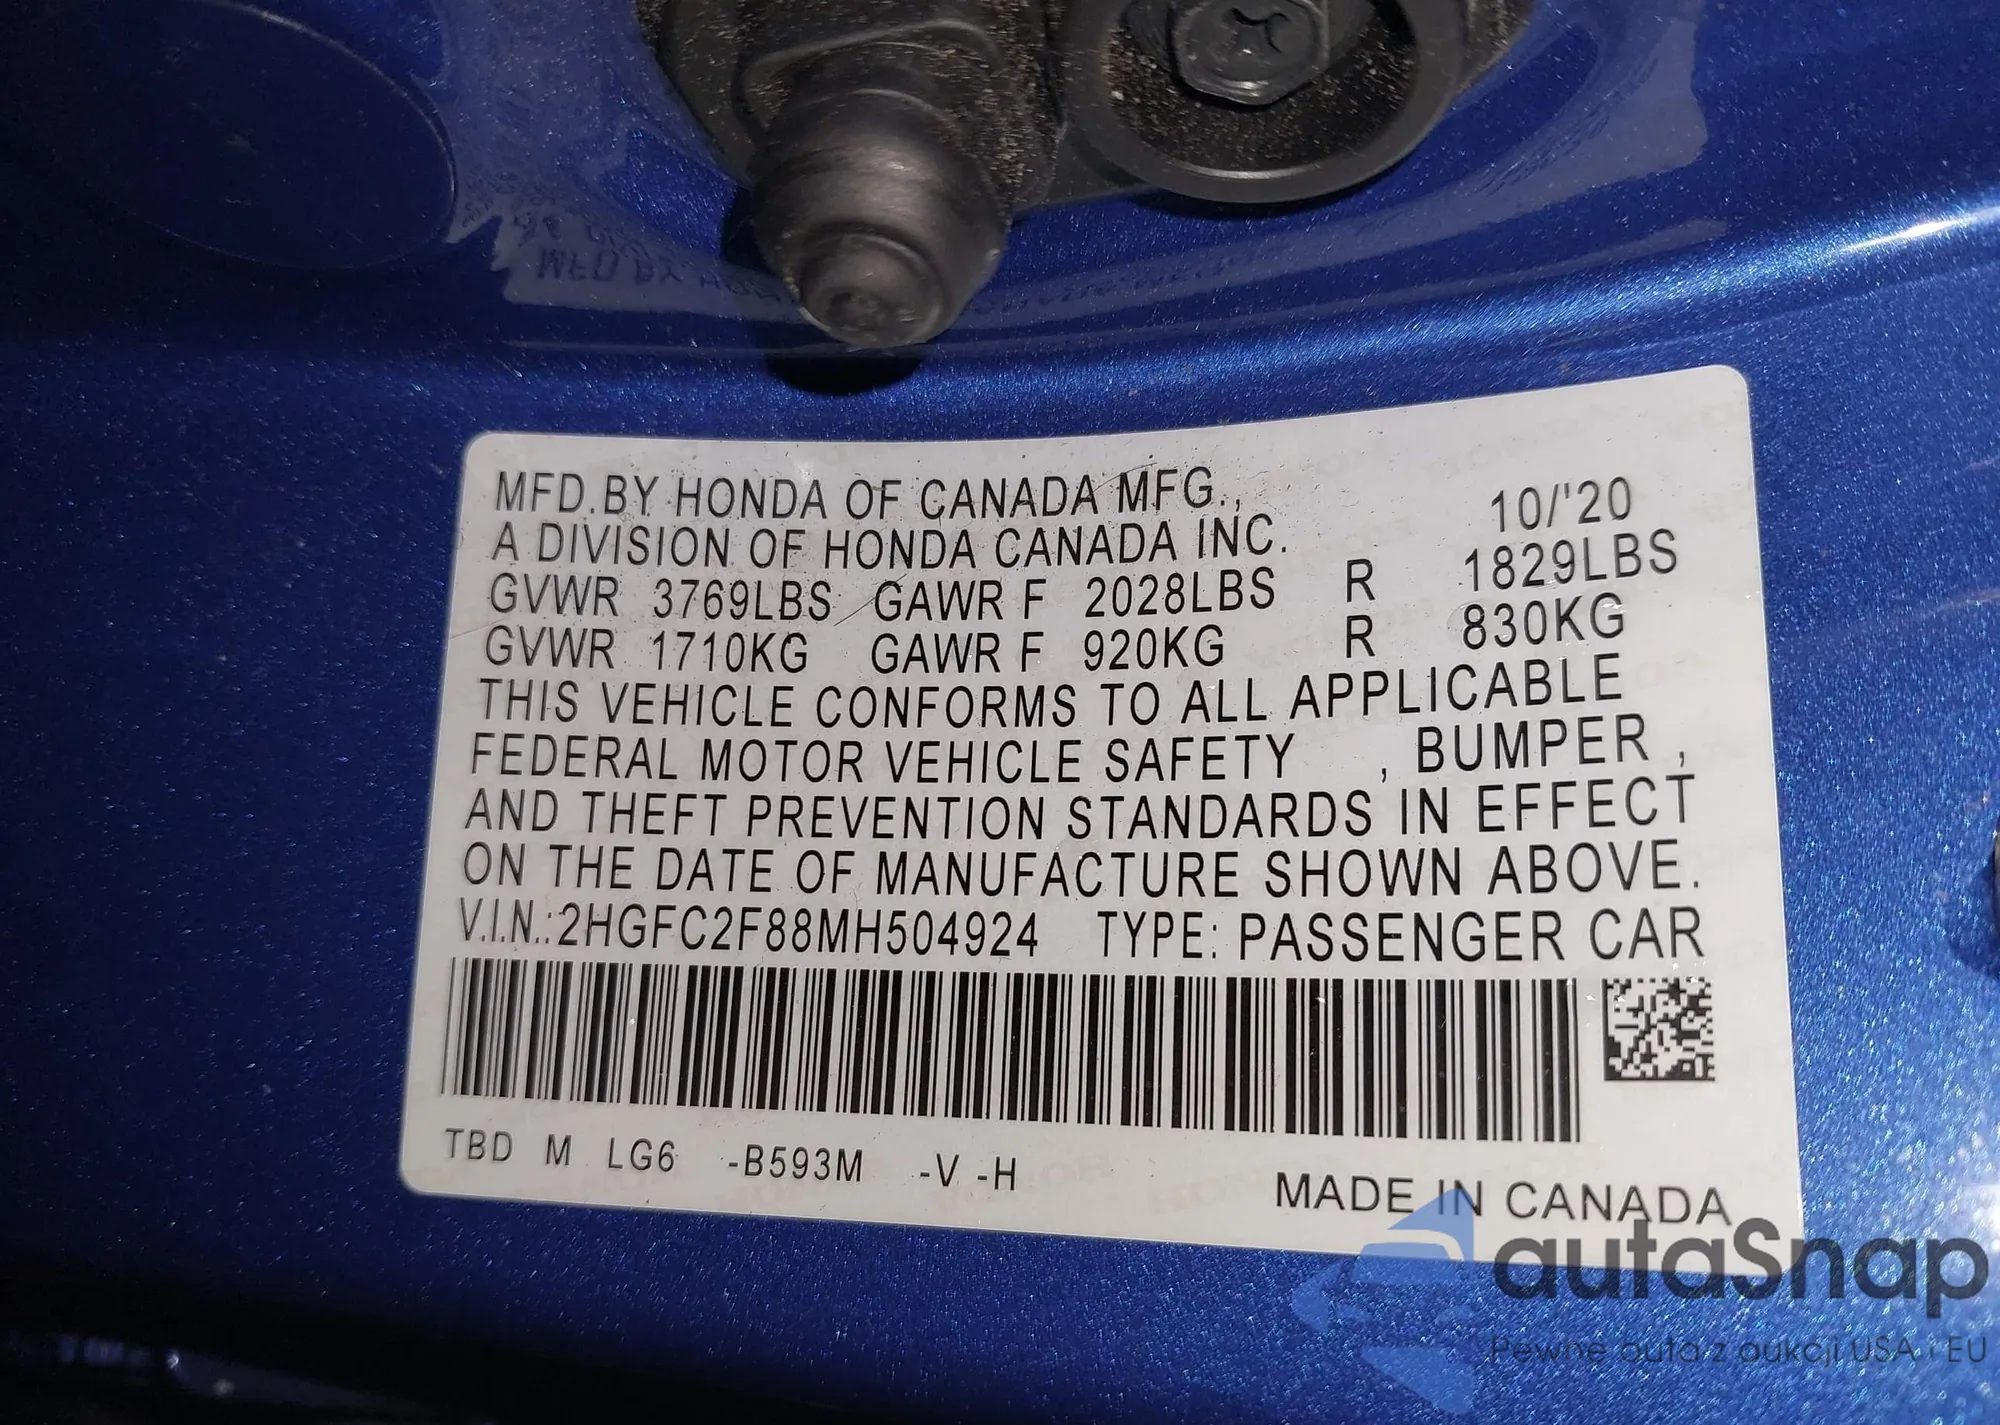 MFD.BY HONDA OF CANADA MFG., 10/'20
A DIVISION OF HONDA CANADA INC.
GVWR 3769LBS GAWR F 2028LBS R 1829LBS
GVWR 1710KG GAWR F 920KG R 830KG
THIS VEHICLE CONFORMS TO ALL APPLICABLE
FEDERAL MOTOR VEHICLE SAFETY , BUMPER ,
AND THEFT PREVENTION STANDARDS IN EFFECT
ON THE DATE OF MANUFACTURE SHOWN ABOVE.
V.I.N.:2HGFC2F88MH504924 TYPE: PASSENGER CAR
TBD M LG6 -B593M -V -H
MADE IN CANADA
autaSnap
Pewne auta z aukcji USA i EU